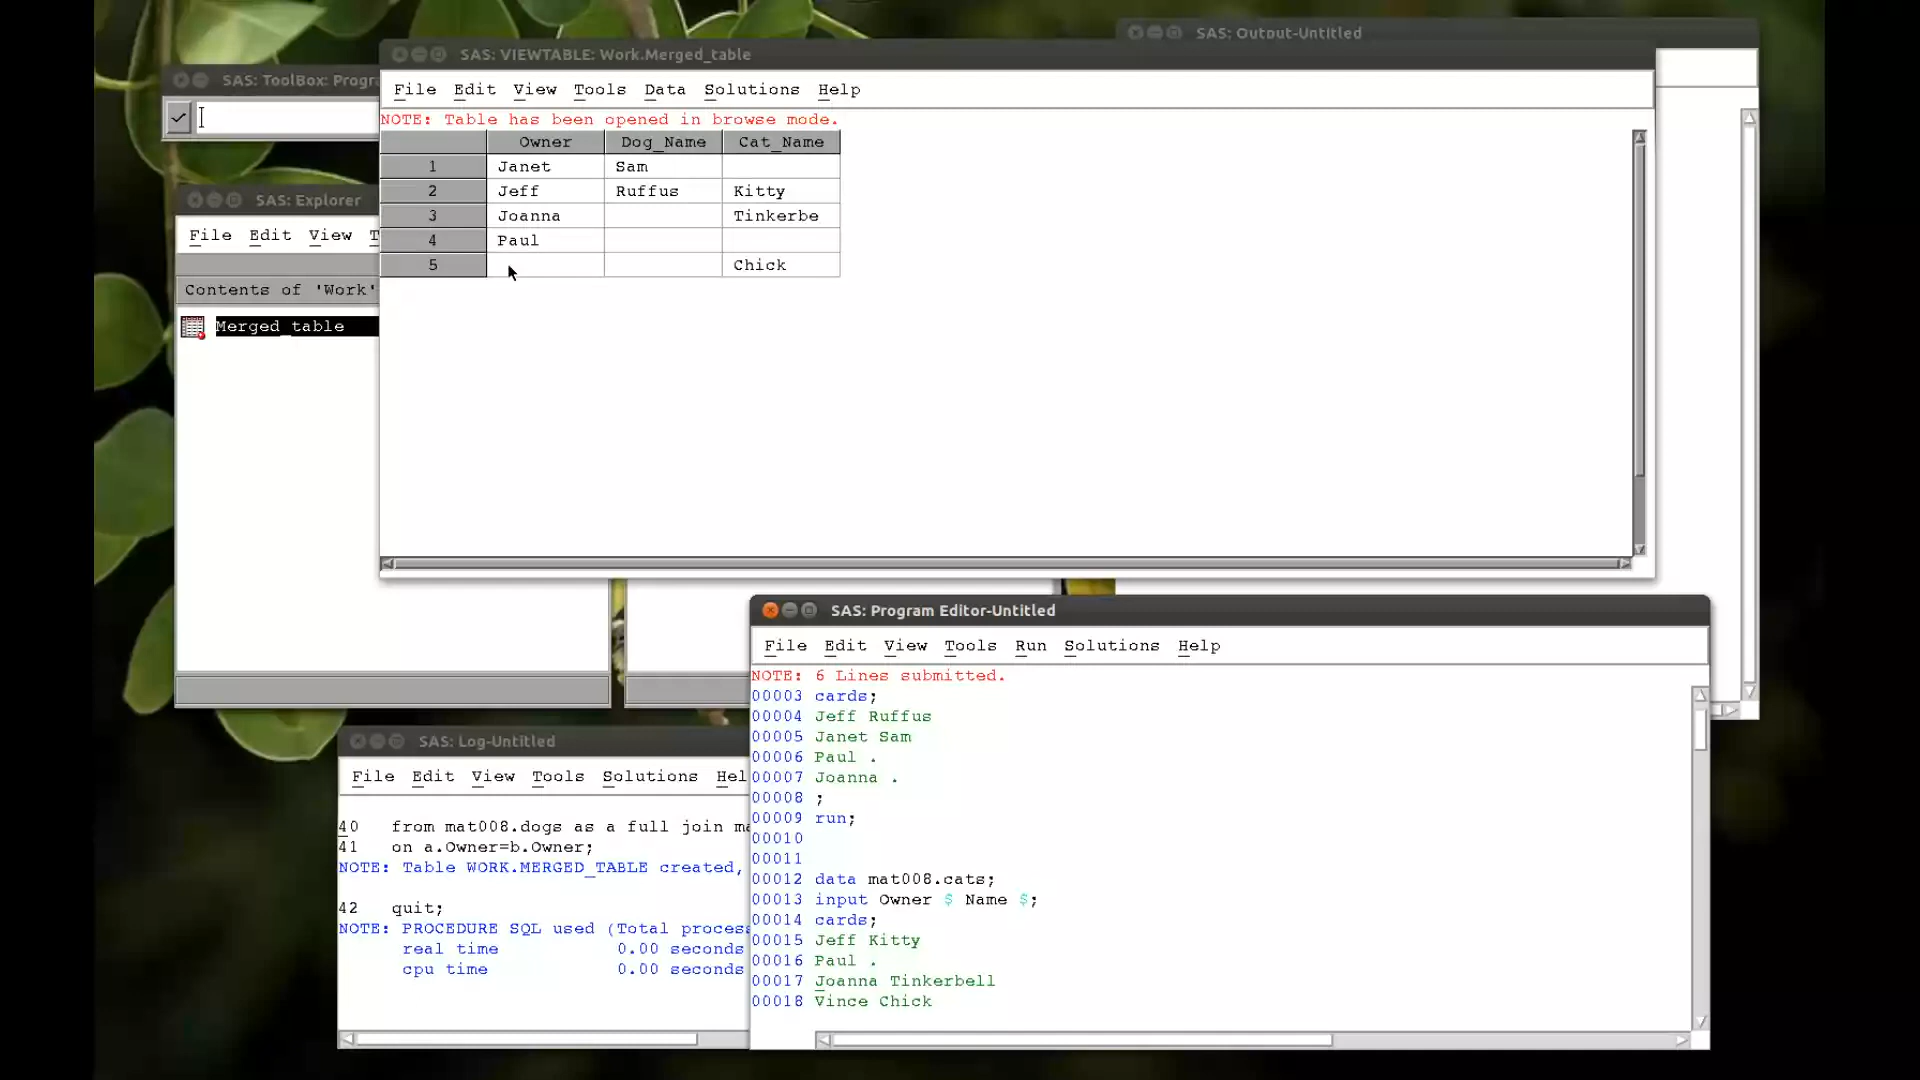 SAS: Output-Untitled
SAS: VIEWTABLE: Work.Merged_table
File Edit View Tools Data Solutions Help
NOTE: Table has been opened in browse mode.
Owner Dog_Name Cat_Name
1 Janet Sam
2 Jeff Ruffus Kitty
3 Joanna Tinkerbe
4 Paul
5 Chick
SAS: ToolBox: Progra
SAS: Explorer
File Edit View T
Contents of 'Work'
Merged_table
SAS: Program Editor-Untitled
File Edit View Tools Run Solutions Help
NOTE: 6 Lines submitted.
00003 cards;
00004 Jeff Ruffus
00005 Janet Sam
00006 Paul .
00007 Joanna .
00008 ;
00009 run;
00010
00011
00012 data mat008.cats;
00013 input Owner $ Name $;
00014 cards;
00015 Jeff Kitty
00016 Paul .
00017 Joanna Tinkerbell
00018 Vince Chick
SAS: Log-Untitled
File Edit View Tools Solutions Hel
40 from mat008.dogs as a full join ma
41 on a.Owner=b.Owner;
NOTE: Table WORK.MERGED_TABLE created,
42 quit;
NOTE: PROCEDURE SQL used (Total process
real time 0.00 seconds
cpu time 0.00 seconds